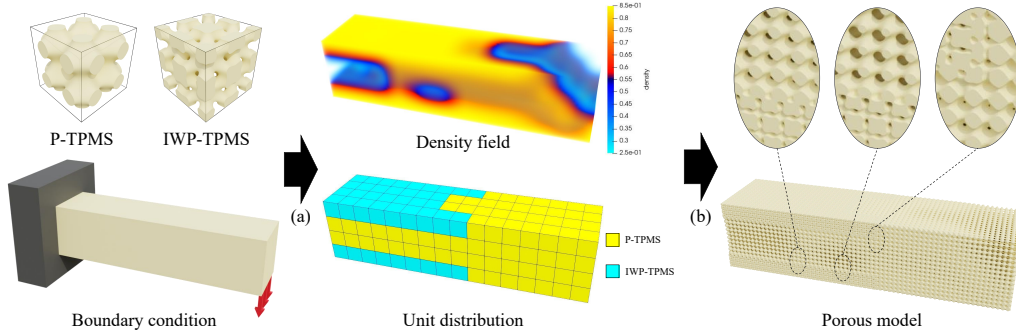 P-TPMS
IWP-TPMS
Boundary condition
(a)
Density field
8.5e-01
0.8
0.75
0.7
0.65
0.6
0.55
0.5
0.45
0.4
0.35
0.3
2.5e-01
density
P-TPMS
IWP-TPMS
Unit distribution
(b)
Porous model